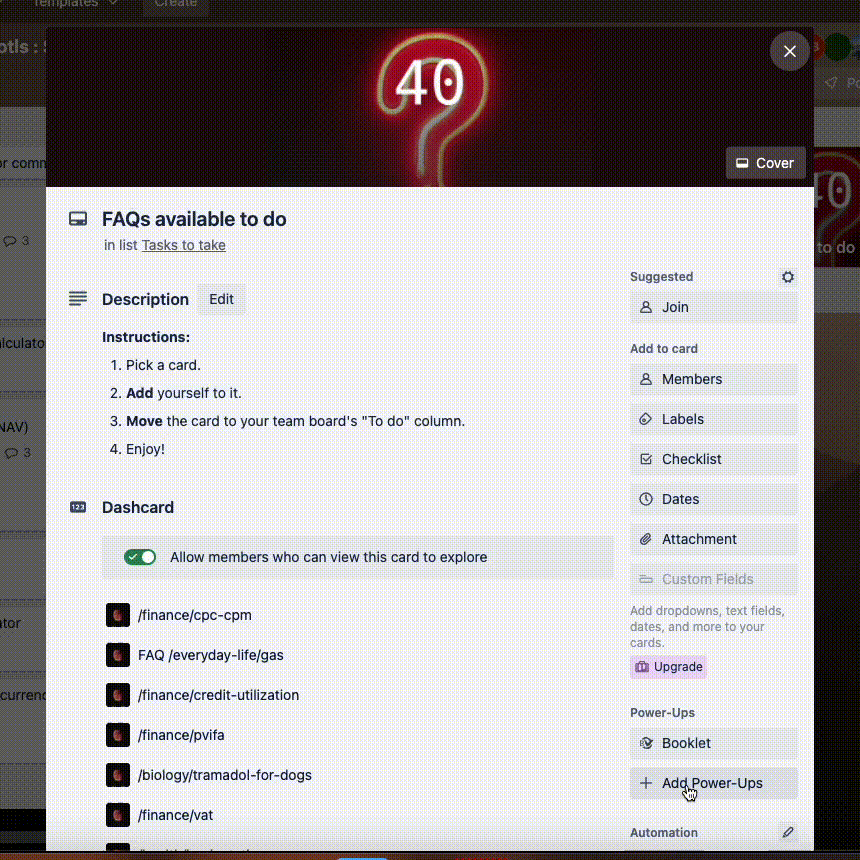 Templates
Create
40
Cover
or comm
40
FAQs available to do
in list Tasks to take
3
to do
Suggested
Description
Edit
Join
Instructions:
Add to card
1. Pick a card.
Members
2. Add yourself to it.
3. Move the card to your team board's "To do" column.
Labels
NAV)
4. Enjoy!
3
Checklist
Dates
123
Dashcard
Attachment
Allow members who can view this card to explore
Custom Fields
Add dropdowns, text fields,
dates, and more to your
cards.
/finance/cpc-cpm
FAQ /everyday-life/gas
Upgrade
/finance/credit-utilization
Power-Ups
/finance/pvifa
Booklet
/biology/tramadol-for-dogs
Add Power-Ups
/finance/vat
Automation